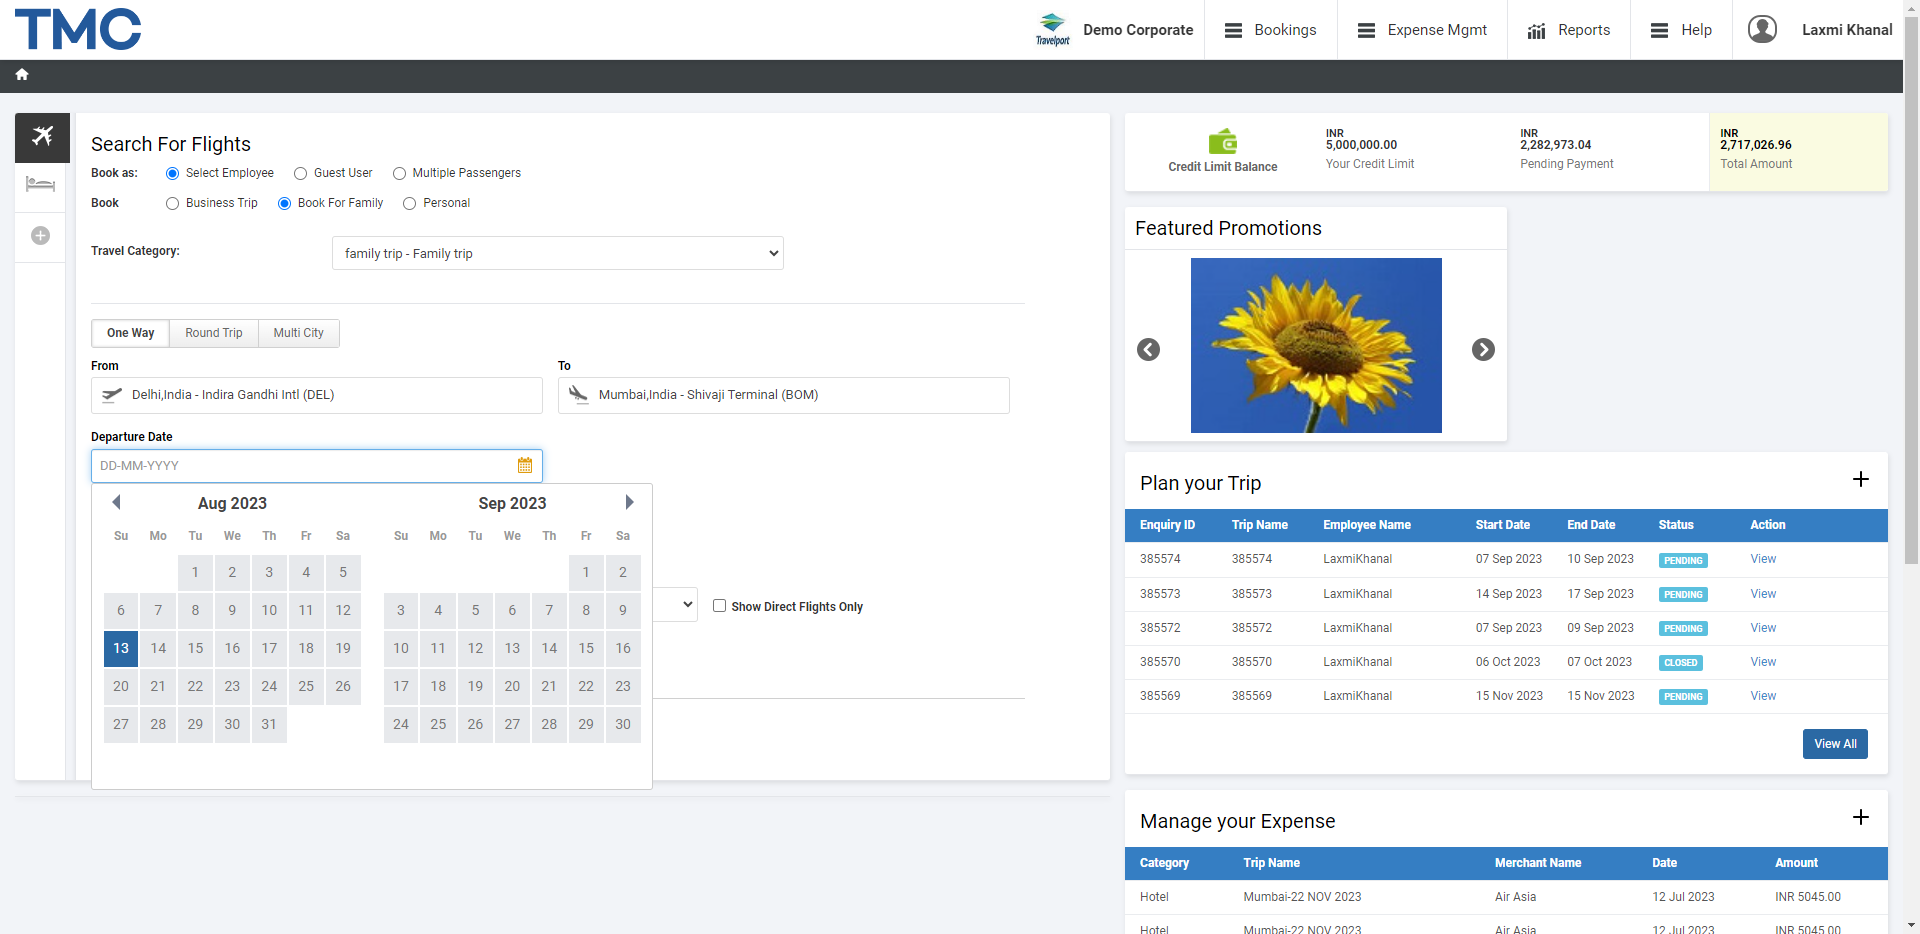 TMC
Travelport
Demo Corporate
Bookings
Expense Mgmt
Reports
Help
Laxmi Khanal
Search For Flights
Book as: Select Employee Guest User Multiple Passengers
Book Business Trip Book For Family Personal
Travel Category: family trip - Family trip
One Way Round Trip Multi City
From To
Delhi,India - Indira Gandhi Intl (DEL) Mumbai,India - Shivaji Terminal (BOM)
Departure Date
DD-MM-YYYY
Aug 2023 Sep 2023
Su Mo Tu We Th Fr Sa Su Mo Tu We Th Fr Sa
1 2 3 4 5 1 2
6 7 8 9 10 11 12 3 4 5 6 7 8 9
13 14 15 16 17 18 19 10 11 12 13 14 15 16
20 21 22 23 24 25 26 17 18 19 20 21 22 23
27 28 29 30 31 24 25 26 27 28 29 30
Show Direct Flights Only
Credit Limit Balance
INR
5,000,000.00
Your Credit Limit
INR
2,282,973.04
Pending Payment
INR
2,717,026.96
Total Amount
Featured Promotions
Plan your Trip
Enquiry ID Trip Name Employee Name Start Date End Date Status Action
385574 385574 LaxmiKhanal 07 Sep 2023 10 Sep 2023 PENDING View
385573 385573 LaxmiKhanal 14 Sep 2023 17 Sep 2023 PENDING View
385572 385572 LaxmiKhanal 07 Sep 2023 09 Sep 2023 PENDING View
385570 385570 LaxmiKhanal 06 Oct 2023 07 Oct 2023 CLOSED View
385569 385569 LaxmiKhanal 15 Nov 2023 15 Nov 2023 PENDING View
View All
Manage your Expense
Category Trip Name Merchant Name Date Amount
Hotel Mumbai-22 NOV 2023 Air Asia 12 Jul 2023 INR 5045.00
Hotel Mumbai-22 NOV 2023 Air Asia 12 Jul 2023 INR 5045.00